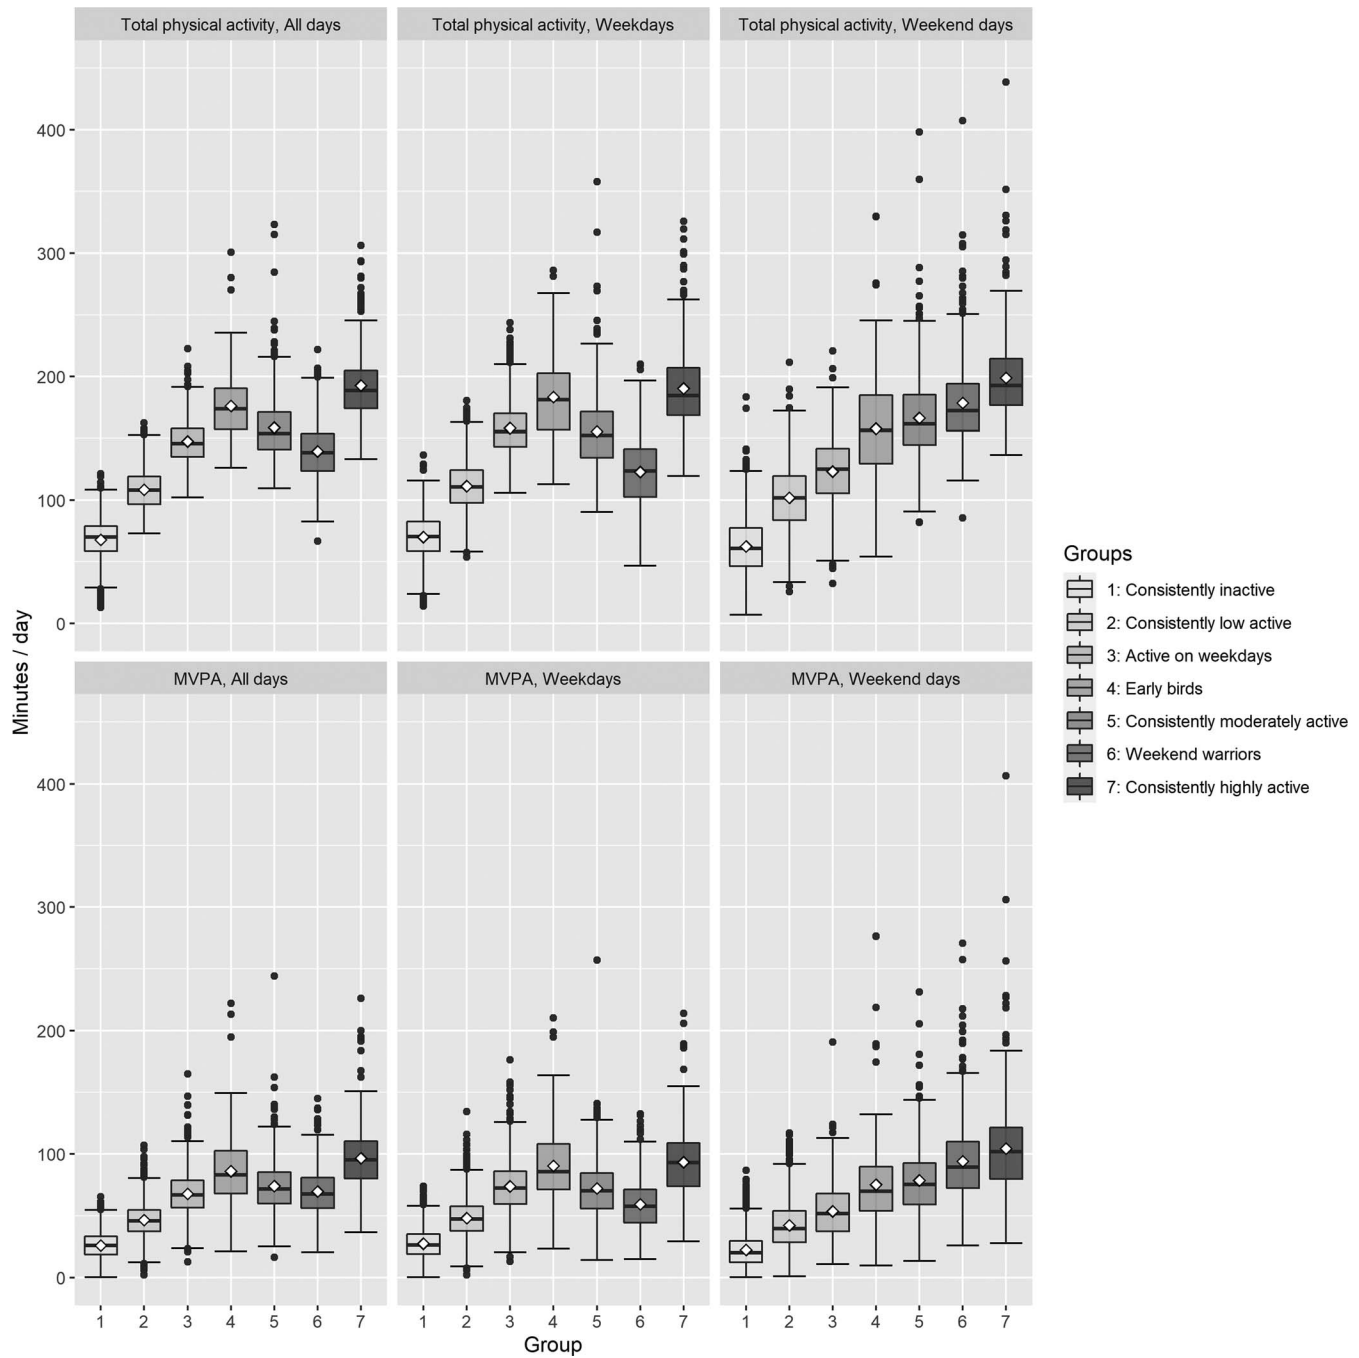 Total physical activity, All days
Total physical activity, Weekdays
Total physical activity, Weekend days
400
300
200
100
0
MVPA, All days
MVPA, Weekdays
MVPA, Weekend days
400
300
200
100
0
Minutes / day
1 2 3 4 5 6 7
1 2 3 4 5 6 7
1 2 3 4 5 6 7
Group
Groups
1: Consistently inactive
2: Consistently low active
3: Active on weekdays
4: Early birds
5: Consistently moderately active
6: Weekend warriors
7: Consistently highly active